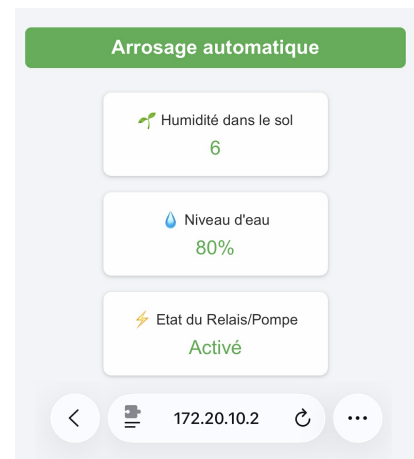 Arrosage automatique
Humidité dans le sol
6
Niveau d'eau
80%
Etat du Relais/Pompe
Activé
172.20.10.2